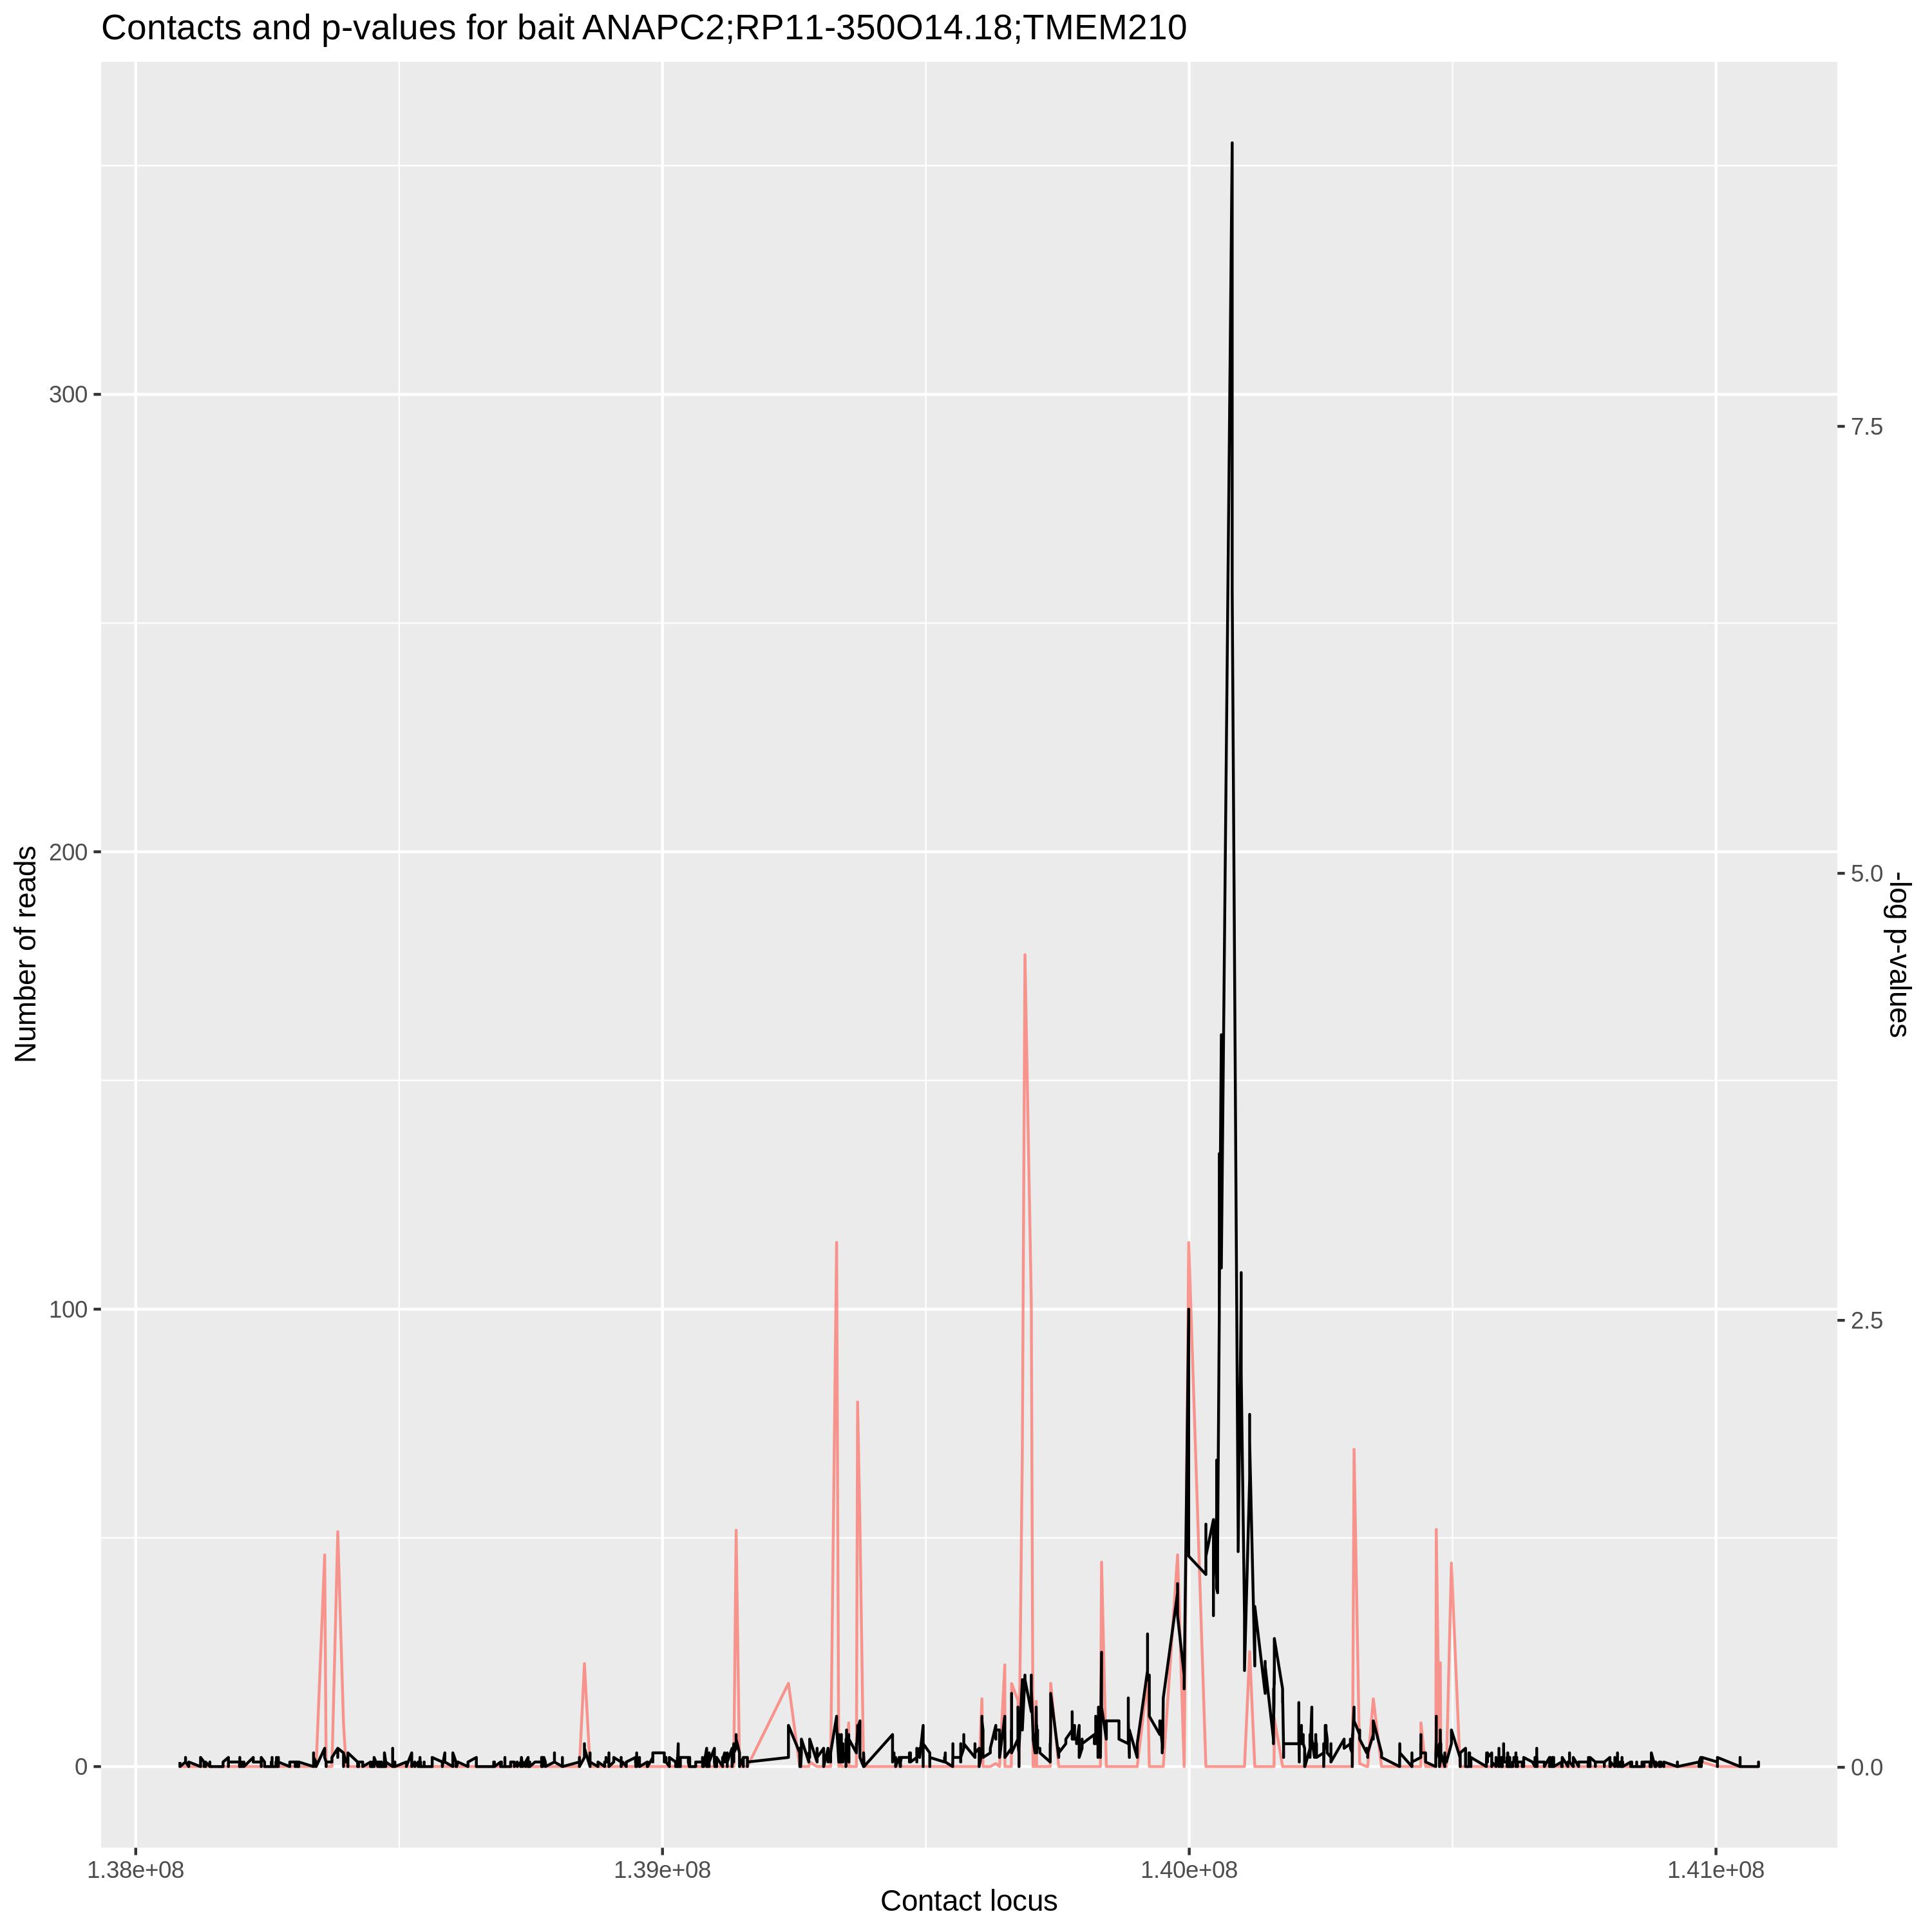 Contacts and p-values for bait ANAPC2;RP11-350O14.18;TMEM210
Number of reads
300
200
100
0
7.5
5.0
2.5
0.0
-log p-values
1.38e+08
1.39e+08
1.40e+08
1.41e+08
Contact locus